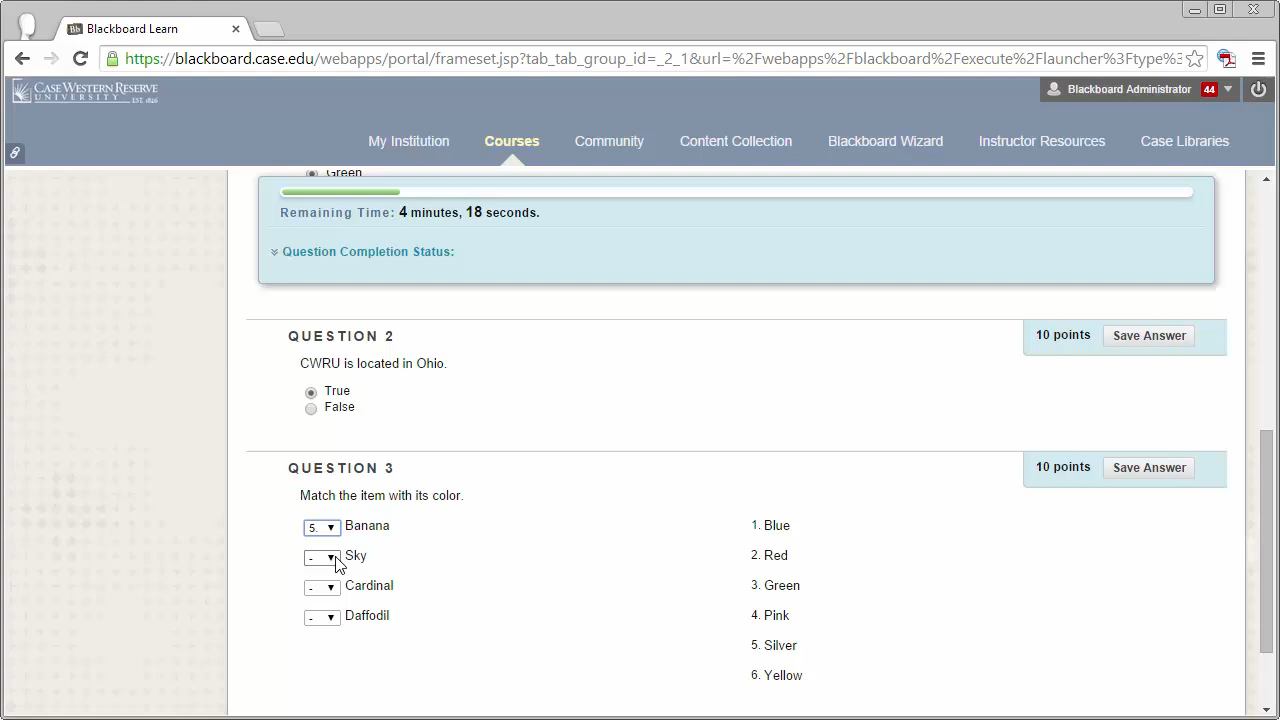 Blackboard Learn
https://blackboard.case.edu/webapps/portal/frameset.jsp?tab_tab_group_id=_2_1&url=%2Fwebapps%2Fblackboard%2Fexecute%2Flauncher%3Ftype%3
CASE WESTERN RESERVE
UNIVERSITY EST. 1826
Blackboard Administrator 44
My Institution Courses Community Content Collection Blackboard Wizard Instructor Resources Case Libraries
Green
Remaining Time: 4 minutes, 18 seconds.
Question Completion Status:
QUESTION 2 10 points Save Answer
CWRU is located in Ohio.
True
False
QUESTION 3 10 points Save Answer
Match the item with its color.
5. Banana 1. Blue
- Sky 2. Red
- Cardinal 3. Green
- Daffodil 4. Pink
5. Silver
6. Yellow